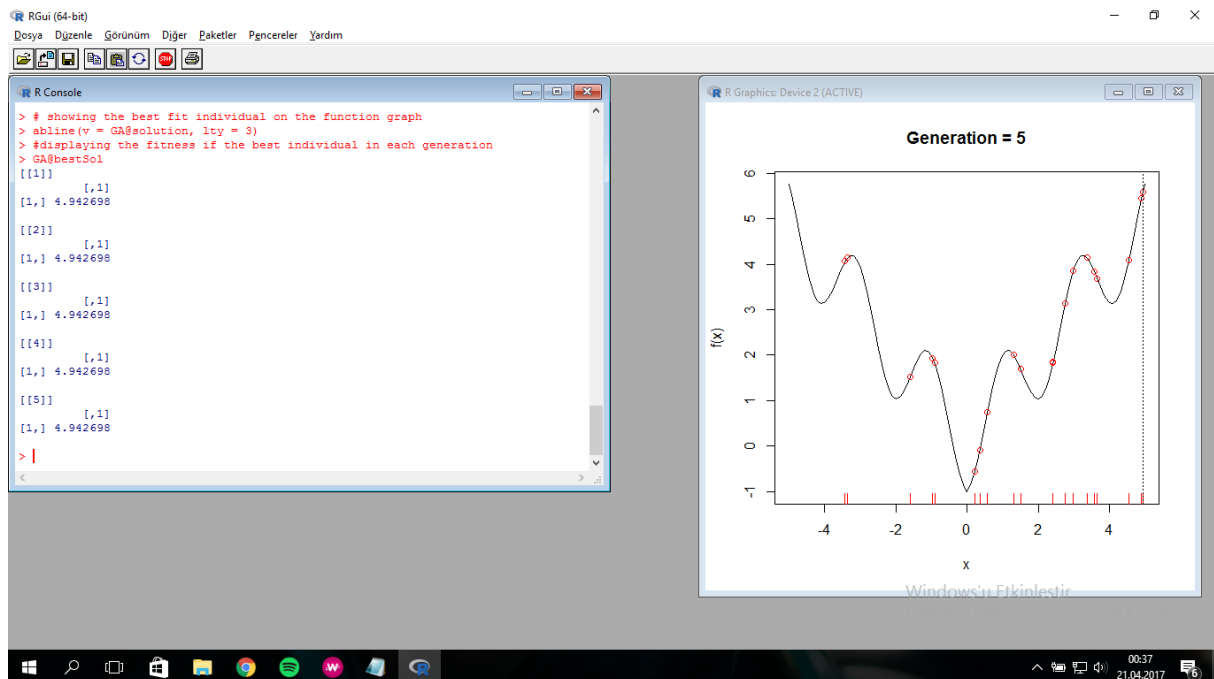 RGui (64-bit)
Dosya Düzenle Görünüm Diğer Paketler Pencereler Yardım
STOP
R Console
> # showing the best fit individual on the function graph
> abline(v = GA@solution, lty = 3)
> #displaying the fitness if the best individual in each generation
> GA@bestSol
[[1]]
[,1]
[1,] 4.942698
[[2]]
[,1]
[1,] 4.942698
[[3]]
[,1]
[1,] 4.942698
[[4]]
[,1]
[1,] 4.942698
[[5]]
[,1]
[1,] 4.942698
>
R Graphics: Device 2 (ACTIVE)
Generation = 5
6
5
4
3
2
1
0
-1
f(x)
-4 -2 0 2 4
x
Windows'u Etkinleştir
00:37
21.04.2017
6